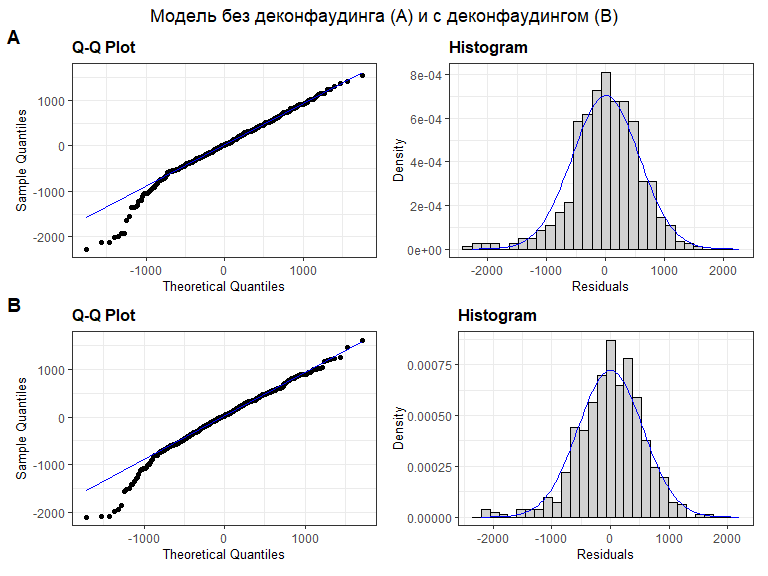 Модель без деконфаудинга (A) и с деконфаудингом (B)
A
Q-Q Plot
1000
0
-1000
-2000
Sample Quantiles
-1000
0
1000
Theoretical Quantiles
Histogram
8e-04
6e-04
4e-04
2e-04
0e+00
Density
-2000
-1000
0
1000
2000
Residuals
B
Q-Q Plot
1000
0
-1000
-2000
Sample Quantiles
-1000
0
1000
Theoretical Quantiles
Histogram
0.00075
0.00050
0.00025
0.00000
Density
-2000
-1000
0
1000
2000
Residuals